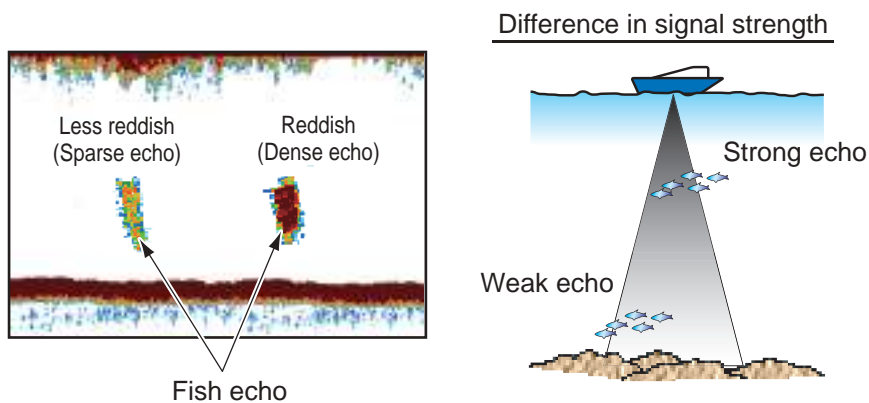 Less reddish
(Sparse echo)
Reddish
(Dense echo)
Fish echo
Difference in signal strength
Strong echo
Weak echo